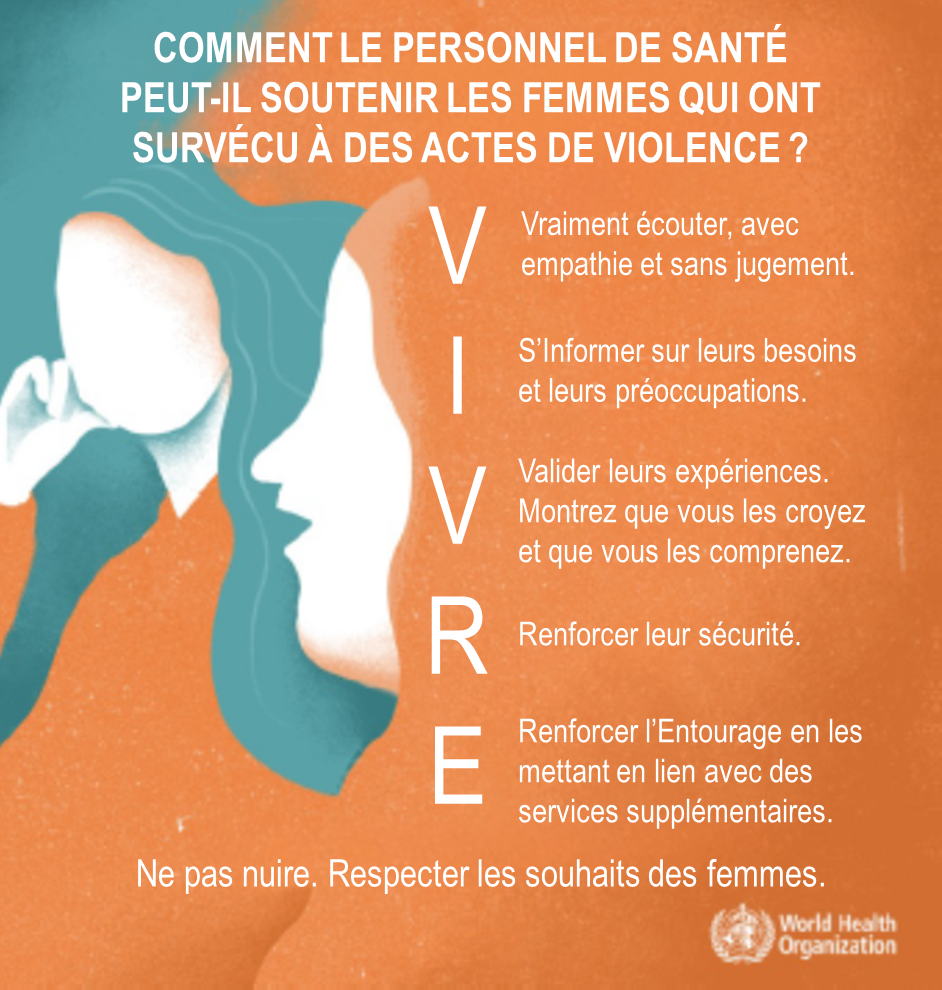 COMMENT LE PERSONNEL DE SANTÉ
PEUT-IL SOUTENIR LES FEMMES QUI ONT
SURVÉCU À DES ACTES DE VIOLENCE ?
V
Vraiment écouter, avec
empathie et sans jugement.
I
S’Informer sur leurs besoins
et leurs préoccupations.
V
Valider leurs expériences.
Montrez que vous les croyez
et que vous les comprenez.
R
Renforcer leur sécurité.
E
Renforcer l’Entourage en les
mettant en lien avec des
services supplémentaires.
Ne pas nuire. Respecter les souhaits des femmes.
World Health
Organization